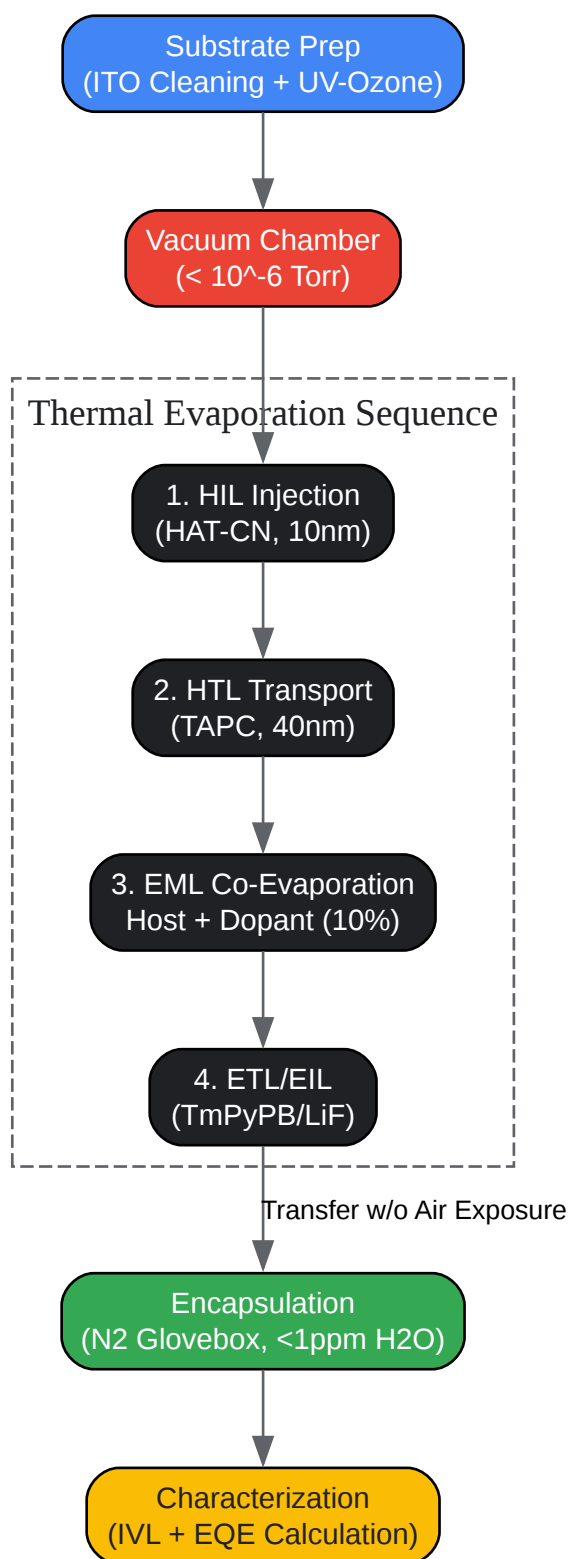 Substrate Prep
(ITO Cleaning + UV-Ozone)
Vacuum Chamber
(< 10^-6 Torr)
Thermal Evaporation Sequence
1. HIL Injection
(HAT-CN, 10nm)
2. HTL Transport
(TAPC, 40nm)
3. EML Co-Evaporation
Host + Dopant (10%)
4. ETL/EIL
(TmPyPB/LiF)
Transfer w/o Air Exposure
Encapsulation
(N2 Glovebox, <1ppm H2O)
Characterization
(IVL + EQE Calculation)